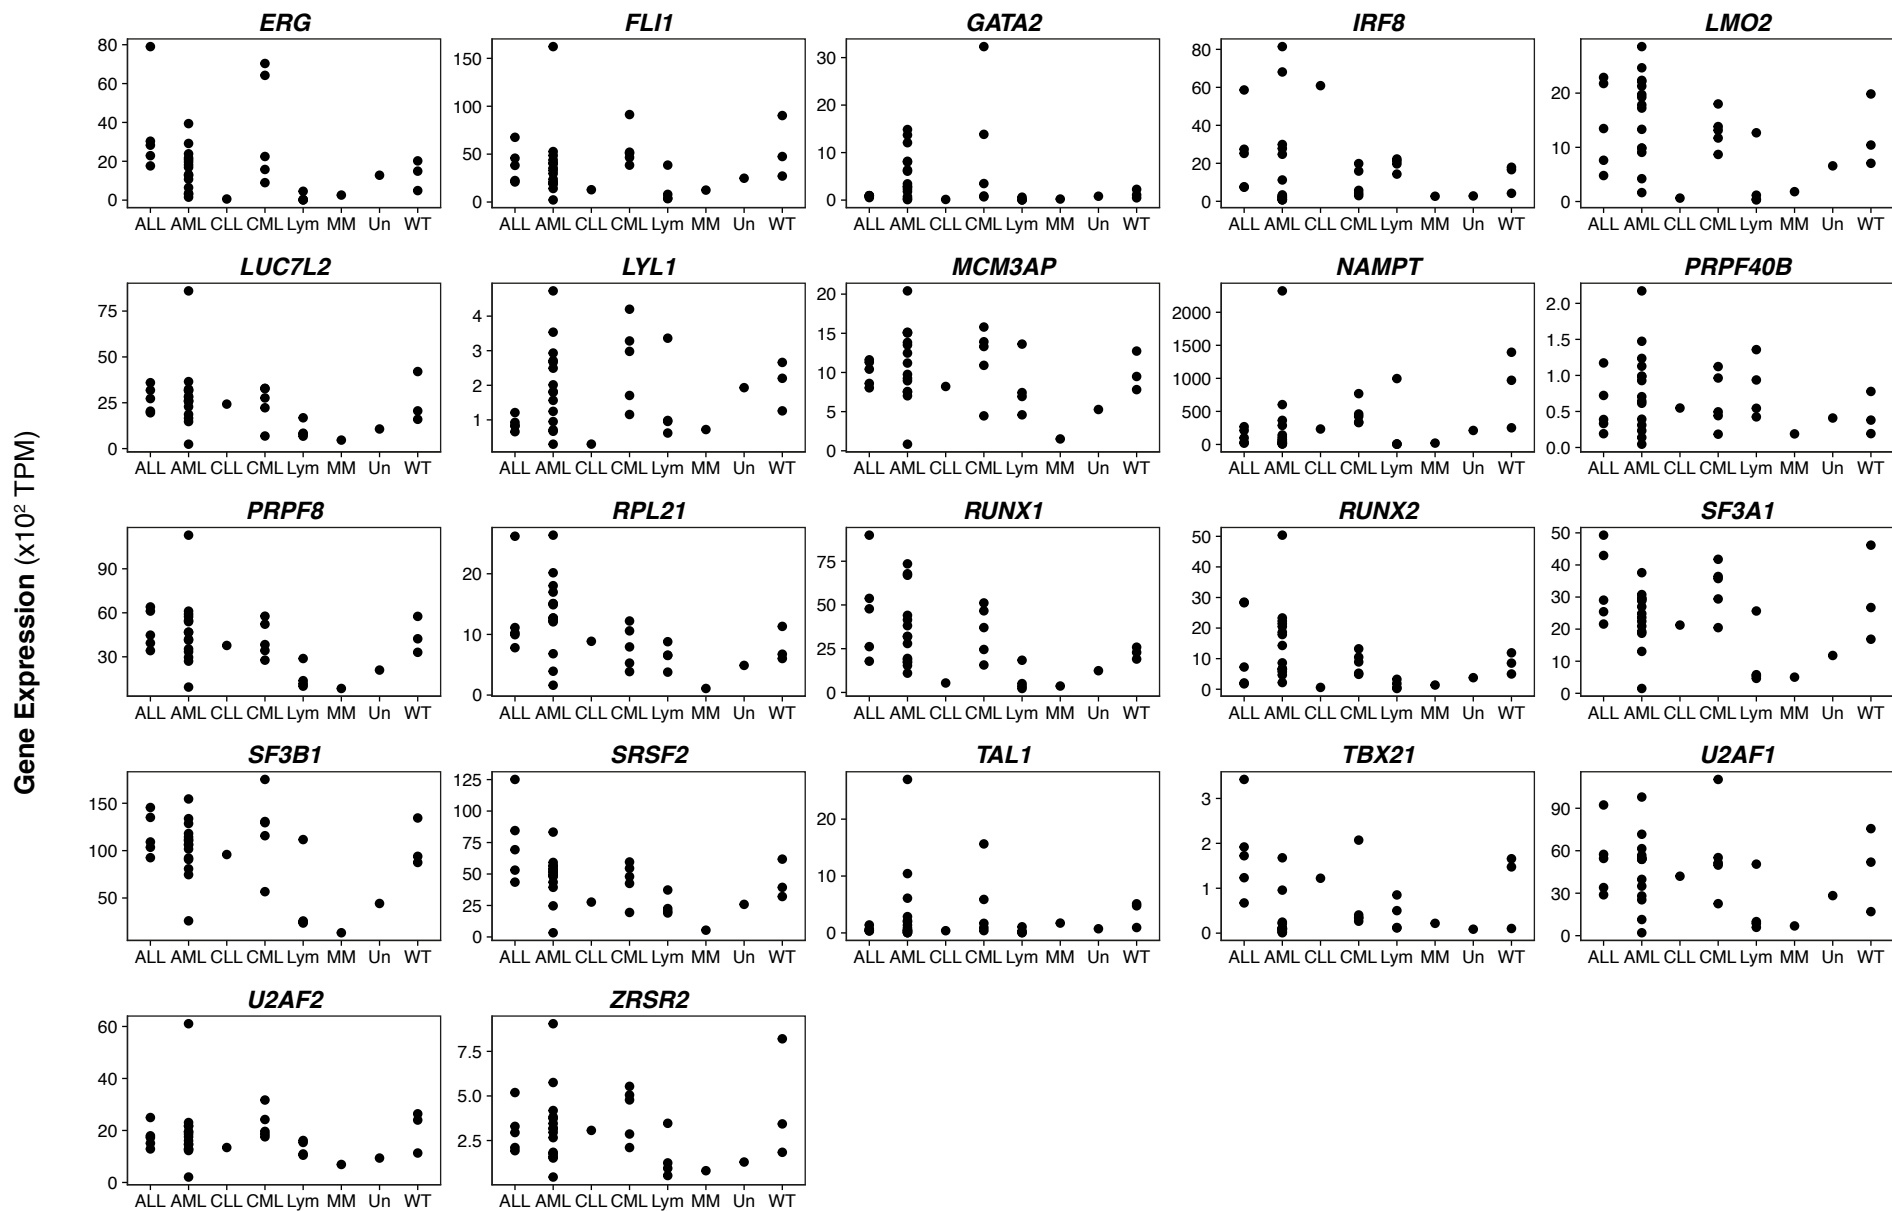 Gene Expression (x10² TPM)
ERG
80
60
40
20
0
ALL AML CLL CML Lym MM Un WT
FLI1
150
100
50
0
ALL AML CLL CML Lym MM Un WT
GATA2
30
20
10
0
ALL AML CLL CML Lym MM Un WT
IRF8
80
60
40
20
0
ALL AML CLL CML Lym MM Un WT
LMO2
20
10
0
ALL AML CLL CML Lym MM Un WT
LUC7L2
75
50
25
0
ALL AML CLL CML Lym MM Un WT
LYL1
4
3
2
1
ALL AML CLL CML Lym MM Un WT
MCM3AP
20
15
10
5
0
ALL AML CLL CML Lym MM Un WT
NAMPT
2000
1500
1000
500
0
ALL AML CLL CML Lym MM Un WT
PRPF40B
2.0
1.5
1.0
0.5
0.0
ALL AML CLL CML Lym MM Un WT
PRPF8
90
60
30
ALL AML CLL CML Lym MM Un WT
RPL21
20
10
0
ALL AML CLL CML Lym MM Un WT
RUNX1
75
50
25
0
ALL AML CLL CML Lym MM Un WT
RUNX2
50
40
30
20
10
0
ALL AML CLL CML Lym MM Un WT
SF3A1
50
40
30
20
10
0
ALL AML CLL CML Lym MM Un WT
SF3B1
150
100
50
ALL AML CLL CML Lym MM Un WT
SRSF2
125
100
75
50
25
0
ALL AML CLL CML Lym MM Un WT
TAL1
20
10
0
ALL AML CLL CML Lym MM Un WT
TBX21
3
2
1
0
ALL AML CLL CML Lym MM Un WT
U2AF1
90
60
30
0
ALL AML CLL CML Lym MM Un WT
U2AF2
60
40
20
0
ALL AML CLL CML Lym MM Un WT
ZRSR2
7.5
5.0
2.5
ALL AML CLL CML Lym MM Un WT